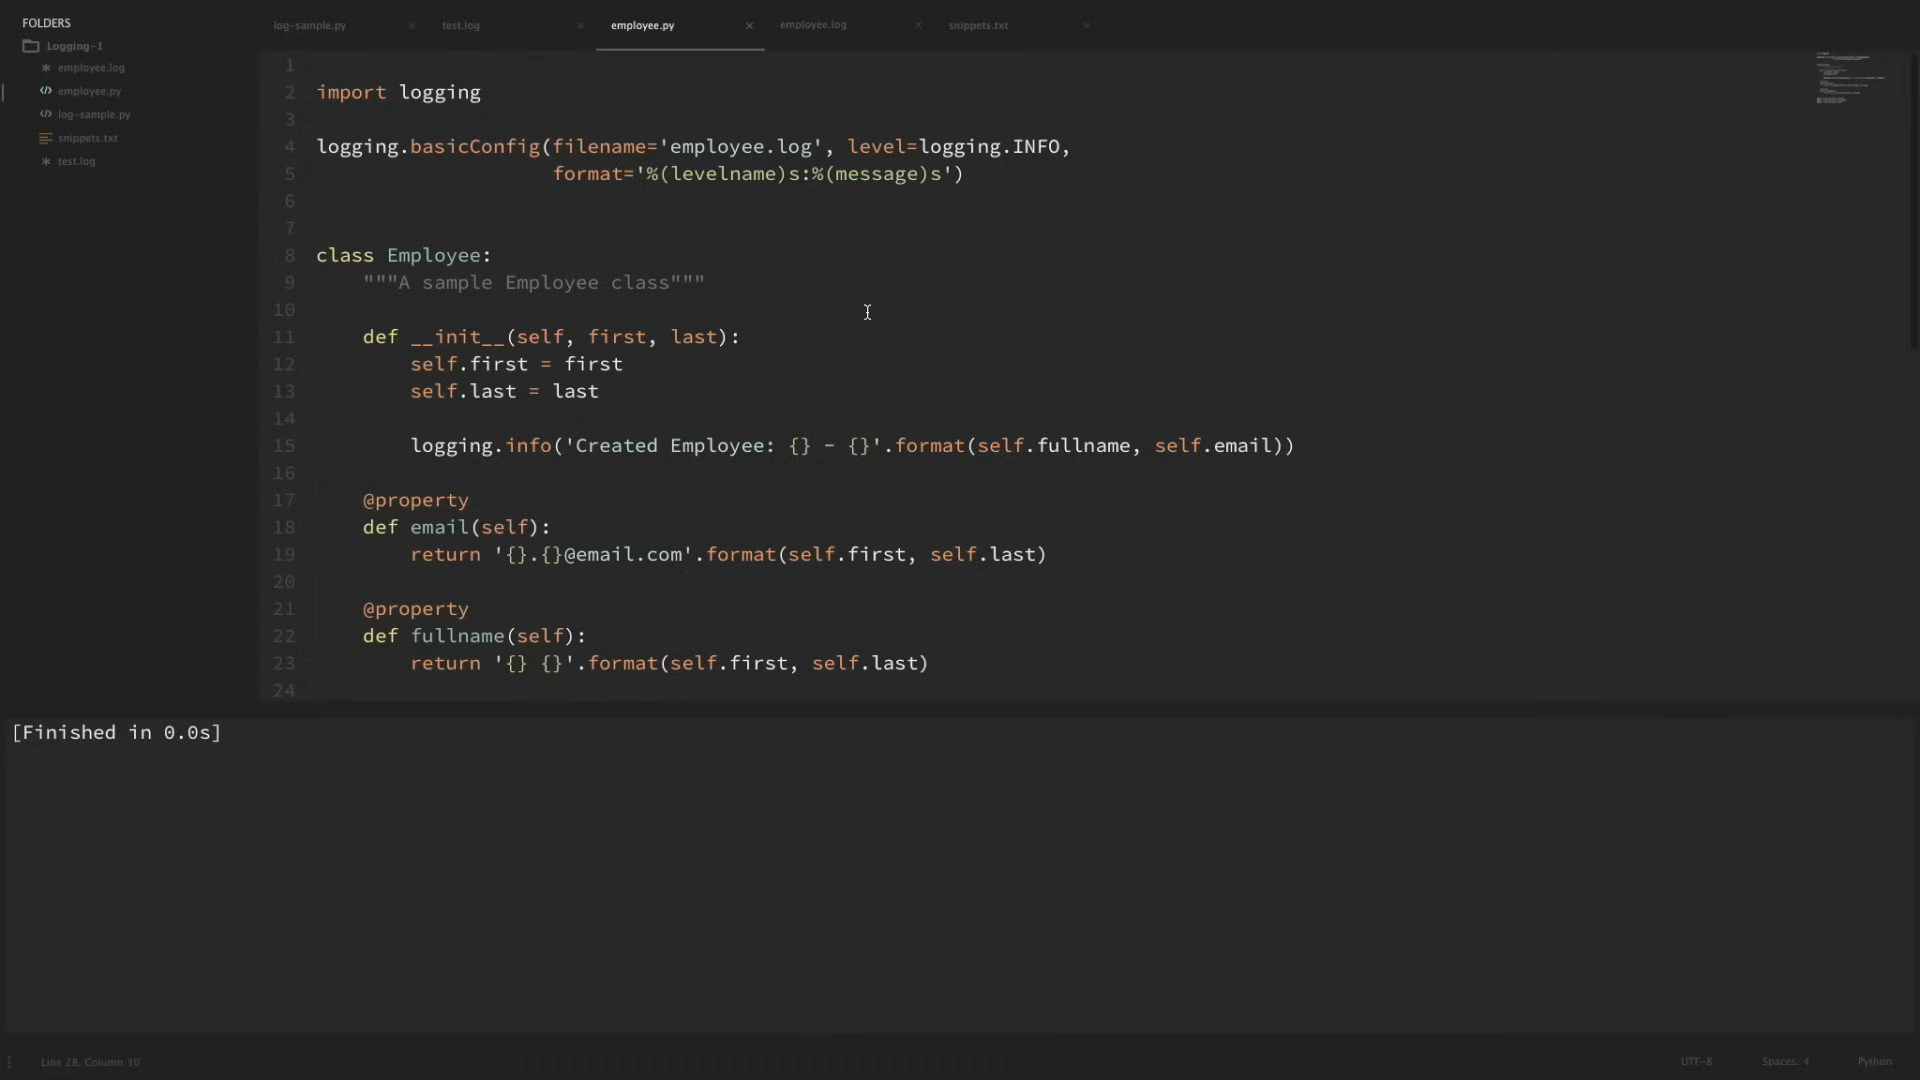 FOLDERS
Logging-1
employee.log
employee.py
log-sample.py
snippets.txt
test.log
log-sample.py × test.log × employee.py × employee.log × snippets.txt ×
1
2 import logging
3
4 logging.basicConfig(filename='employee.log', level=logging.INFO,
5                     format='%(levelname)s:%(message)s')
6
7
8 class Employee:
9     """A sample Employee class"""
10
11     def __init__(self, first, last):
12         self.first = first
13         self.last = last
14
15         logging.info('Created Employee: {} - {}'.format(self.fullname, self.email))
16
17     @property
18     def email(self):
19         return '{}.{}@email.com'.format(self.first, self.last)
20
21     @property
22     def fullname(self):
23         return '{} {}'.format(self.first, self.last)
24
[Finished in 0.0s]
Line 28, Column 30 UTF-8 Spaces: 4 Python